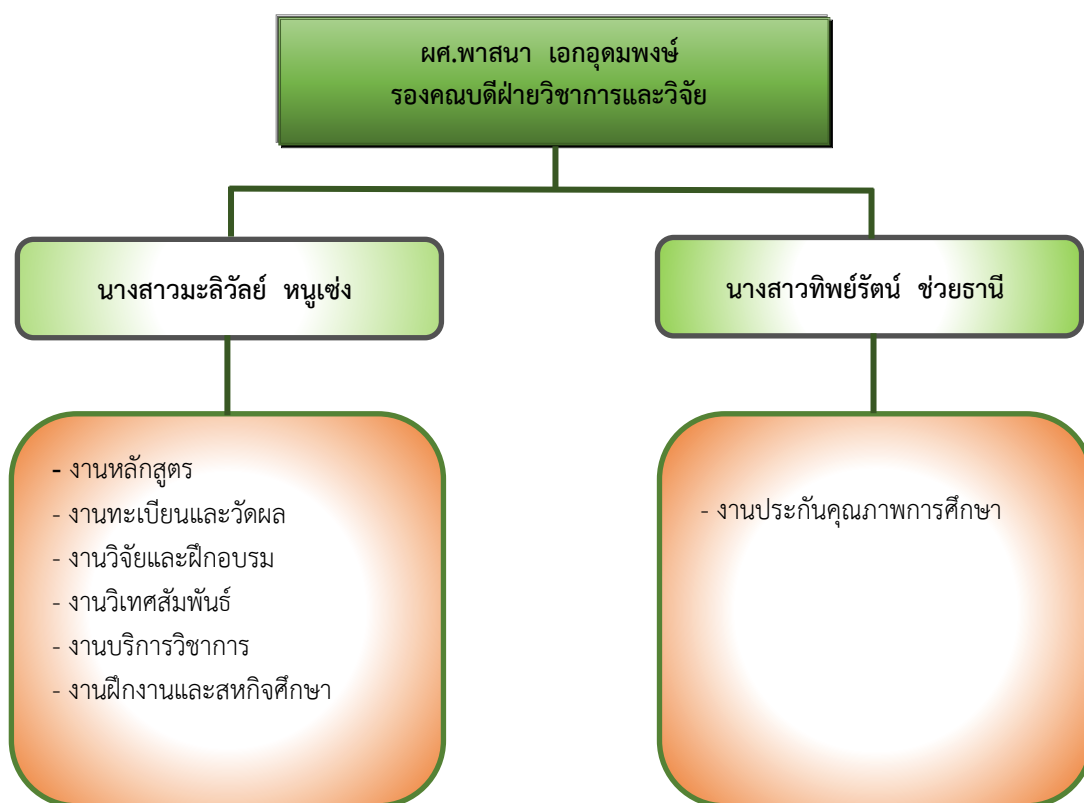 ผศ.พาสนา เอกอุดมพงษ์
รองคณบดีฝ่ายวิชาการและวิจัย
นางสาวมะลิวัลย์ หนูเซ่ง
นางสาวทิพย์รัตน์ ช่วยธานี
- งานหลักสูตร
- งานทะเบียนและวัดผล
- งานวิจัยและฝึกอบรม
- งานวิเทศสัมพันธ์
- งานบริการวิชาการ
- งานฝึกงานและสหกิจศึกษา
- งานประกันคุณภาพการศึกษา